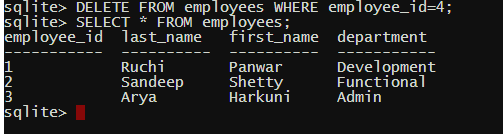 sqlite> DELETE FROM employees WHERE employee_id=4;
sqlite> SELECT * FROM employees;
employee_id  last_name   first_name  department
-----------  ----------  ----------  -----------
1            Ruchi       Panwar      Development
2            Sandeep     Shetty      Functional
3            Arya        Harkuni     Admin
sqlite>